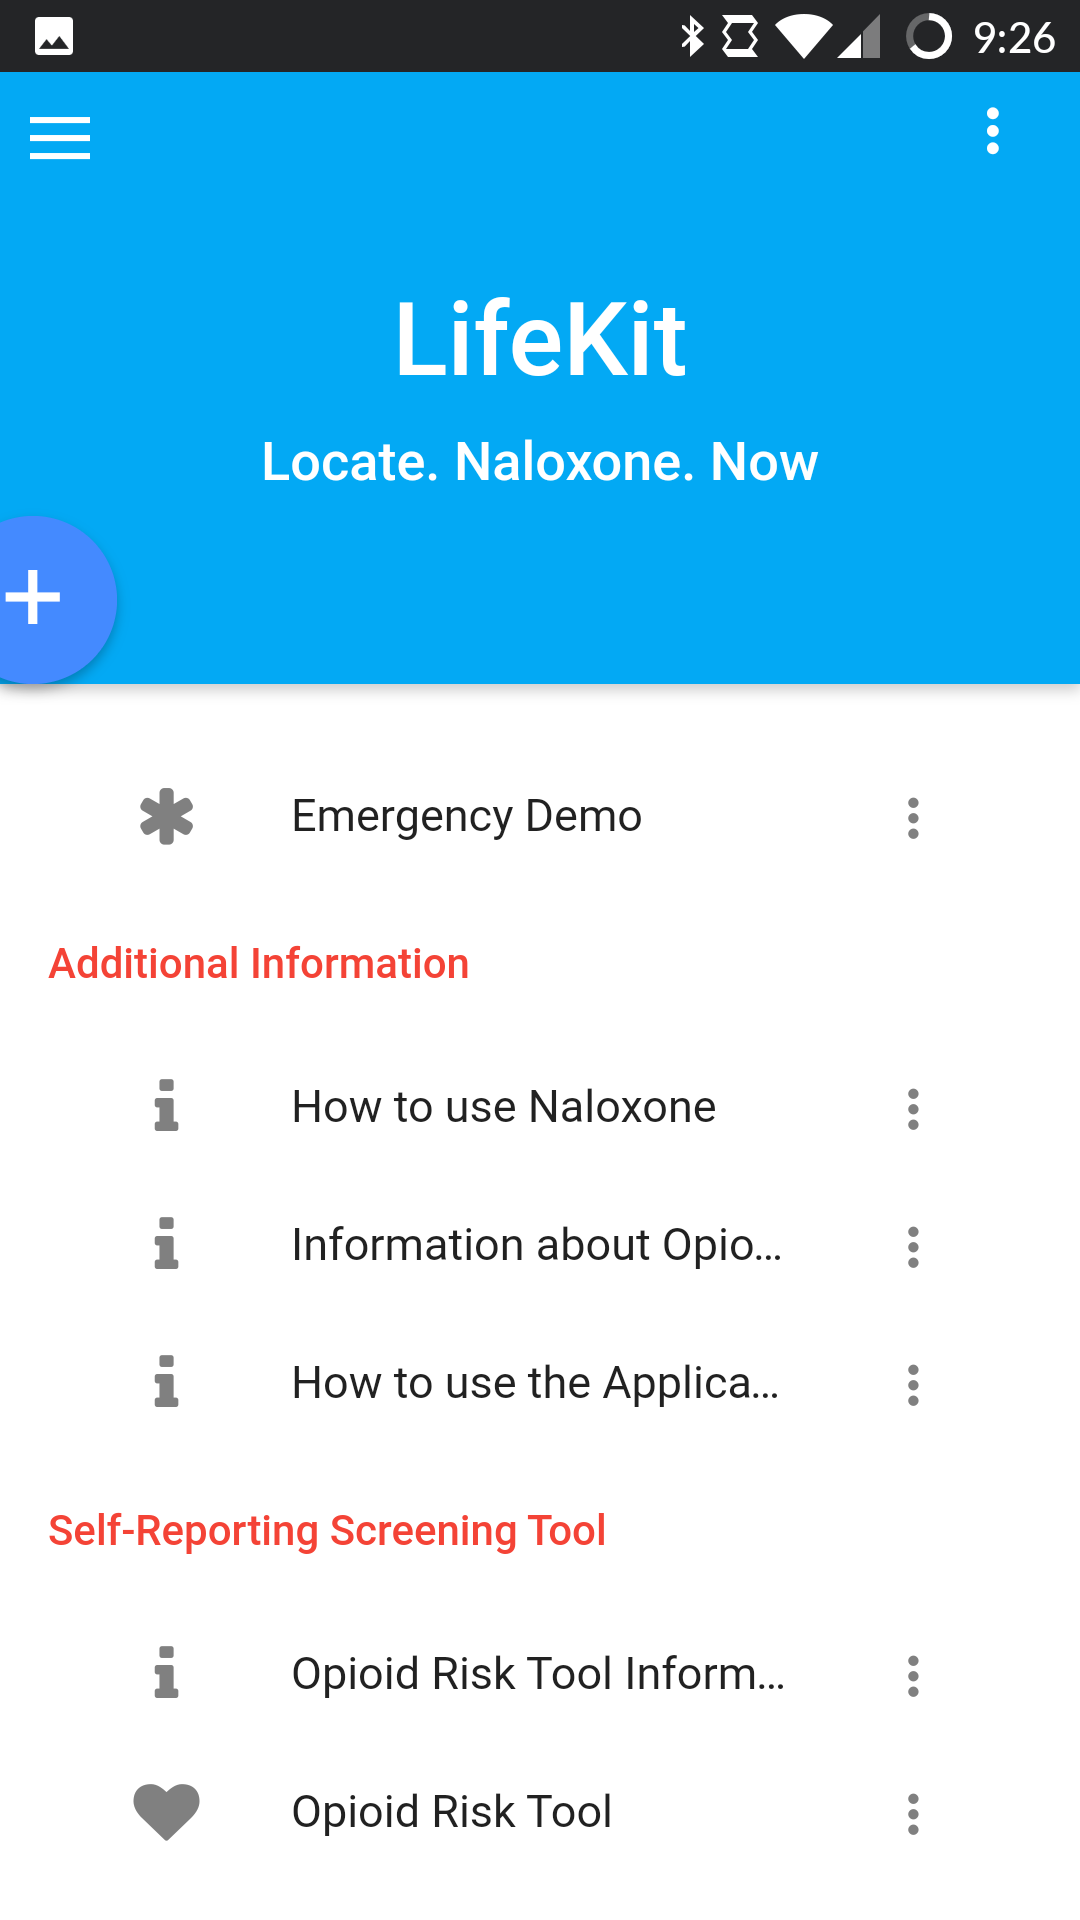 9:26
LifeKit
Locate. Naloxone. Now
Emergency Demo
Additional Information
How to use Naloxone
Information about Opio...
How to use the Applica...
Self-Reporting Screening Tool
Opioid Risk Tool Inform...
Opioid Risk Tool